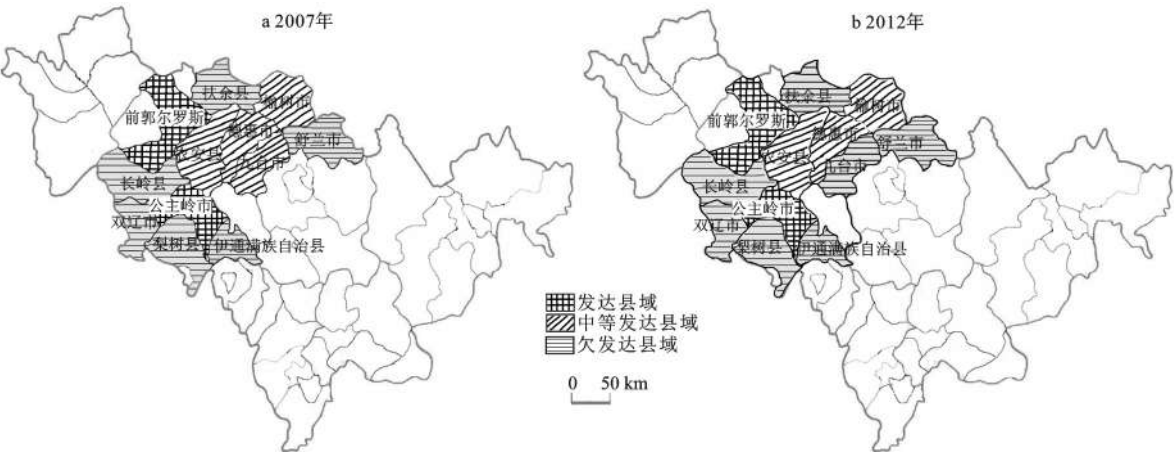 a 2007年
扶余县
榆树市
前郭尔罗斯
德惠市
舒兰市
农安县
九台市
长岭县
公主岭市
双辽市
梨树县
伊通满族自治县
b 2012年
扶余县
榆树市
前郭尔罗斯
德惠市
舒兰市
农安县
九台市
长岭县
公主岭市
双辽市
梨树县
伊通满族自治县
发达县域
中等发达县域
欠发达县域
0 50 km